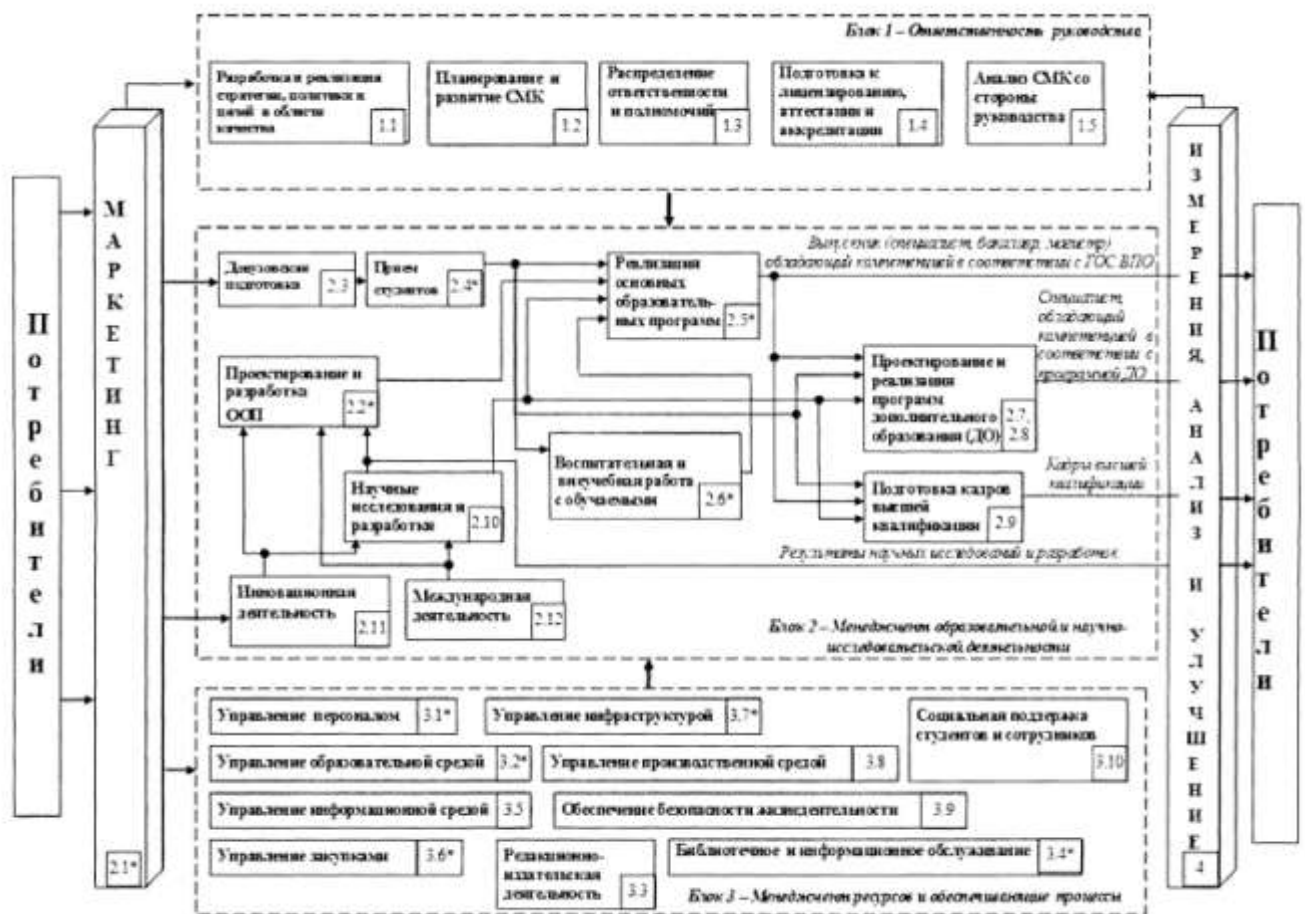 Блок 1 – Ответственность руководства
Разработка и реализация
стратегии, политики и
целей в области
качества
1.1
Планирование и
развитие СМК
1.2
Распределение
ответственности
и полномочий
1.3
Подготовка к
лицензированию,
аттестации и
аккредитации
1.4
Анализ СМК со
стороны
руководства
1.5
Потребители
МАРКЕТИНГ
2.1*
Довузовская
подготовка
2.3
Прием
студентов
2.4*
Реализация
основных
образователь-
ных программ
2.5*
Выпускник (специалист, бакалавр, магистр)
обладающий компетенцией в соответствии с ГОС ВПО
Специалист,
обладающий
компетенцией в
соответствии с
программой ДО
Проектирование и
разработка
ООП
2.2*
Проектирование и
реализация
программ
дополнительного
образования (ДО)
2.7,
2.8
Воспитательная и
внеучебная работа
с обучаемыми
2.6*
Научные
исследования и
разработки
2.10
Подготовка кадров
высшей
квалификации
2.9
Кадры высшей
квалификации
Результаты научных исследований и разработок
Инновационная
деятельность
2.11
Международная
деятельность
2.12
Блок 2 – Менеджмент образовательной и научно-
исследовательской деятельности
Управление персоналом
3.1*
Управление инфраструктурой
3.7*
Социальная поддержка
студентов и сотрудников
3.10
Управление образовательной средой
3.2*
Управление производственной средой
3.8
Управление информационной средой
3.5
Обеспечение безопасности жизнедентельности
3.9
Управление закупками
3.6*
Редакционно-
издательская
деятельность
3.3
Библиотечное и информационное обслуживание
3.4*
Блок 3 – Менеджмент ресурсов и обеспечивающие процессы
ИЗМЕРЕНИЯ, АНАЛИЗ И УЛУЧШЕНИЕ
4
Потребители